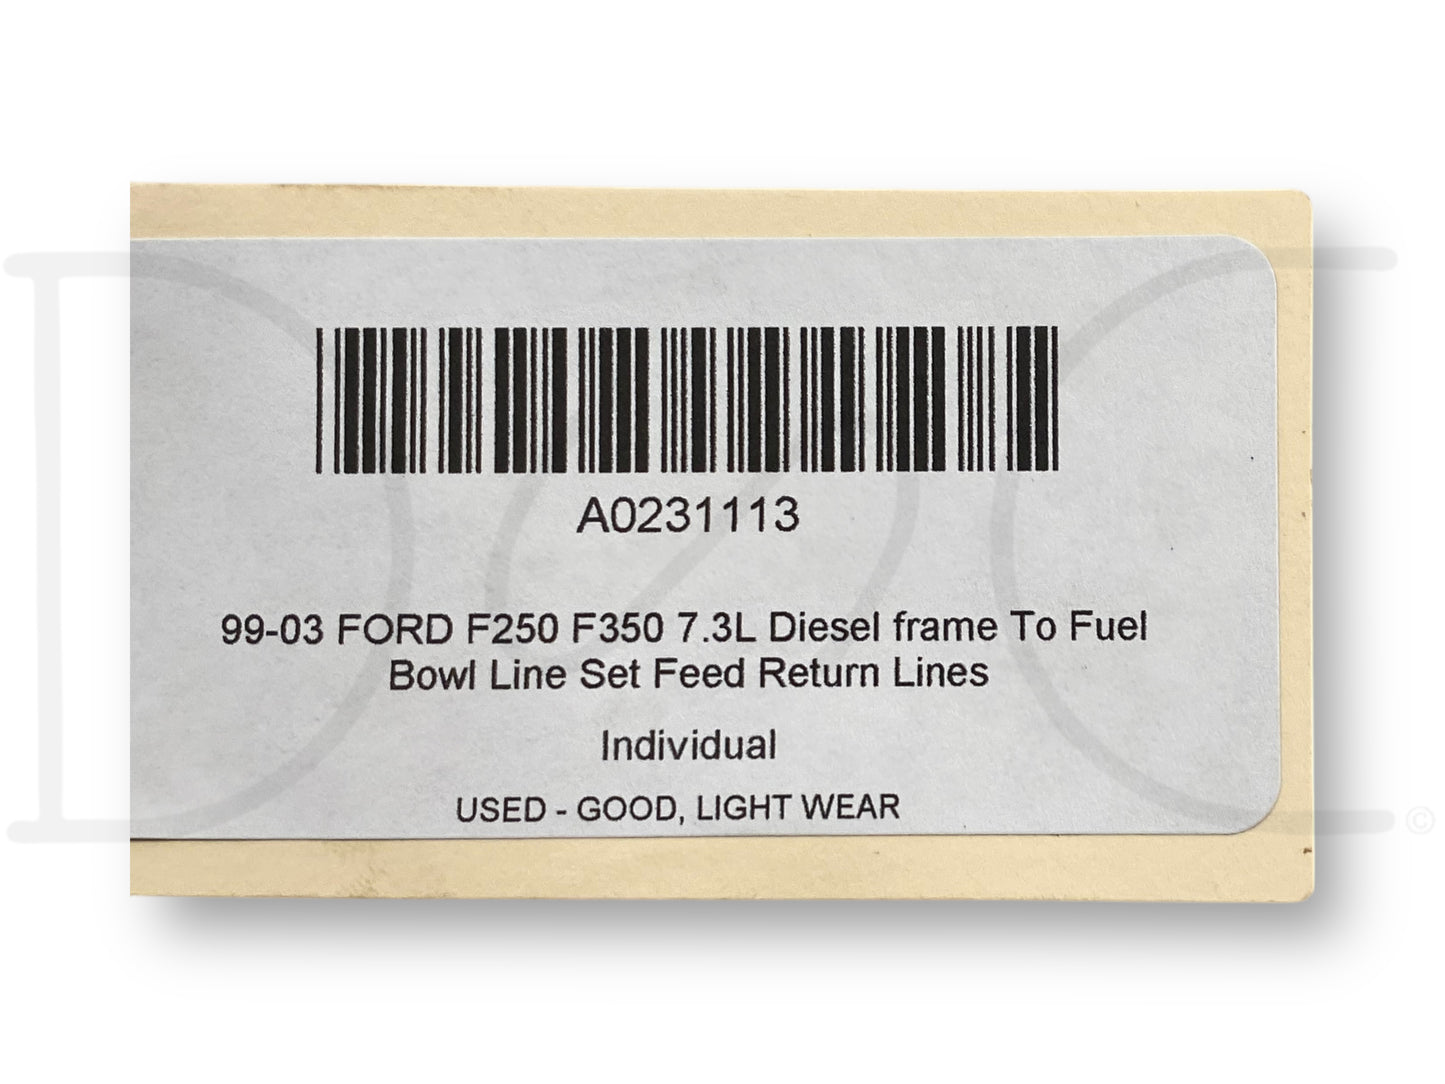 A0231113
99-03 FORD F250 F350 7.3L Diesel frame To Fuel
Bowl Line Set Feed Return Lines
Individual
USED - GOOD, LIGHT WEAR
©